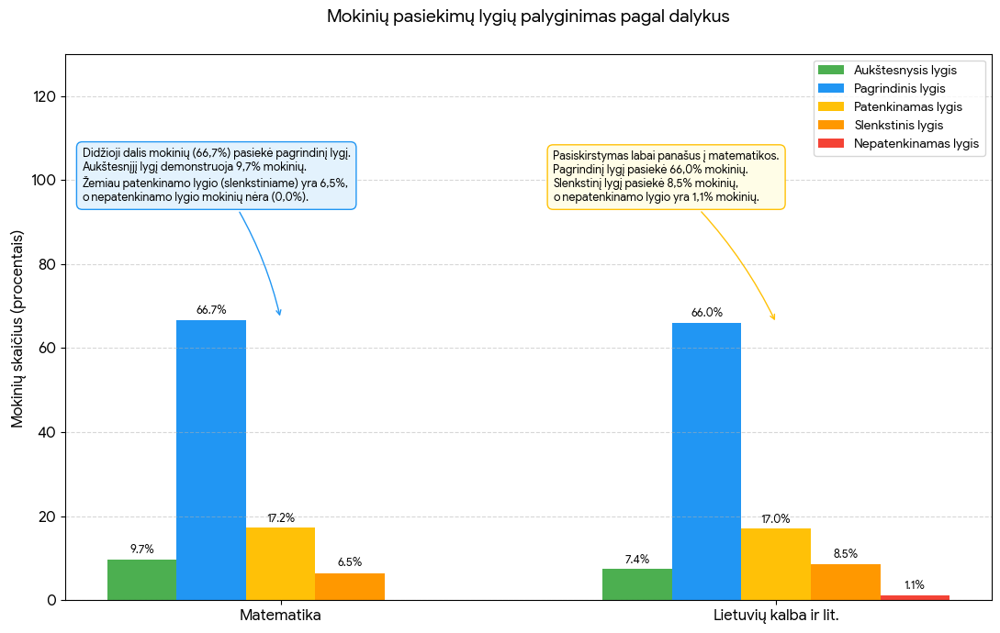 Mokinių pasiekimų lygių palyginimas pagal dalykus
Aukštesnysis lygis
Pagrindinis lygis
Patenkinamas lygis
Slenkstinis lygis
Nepatenkinamas lygis
Didžioji dalis mokinių (66,7%) pasiekė pagrindinį lygį.
Aukštesnįjį lygį demonstruoja 9,7% mokinių.
Žemiau patenkinamo lygio (slenkstiniame) yra 6,5%,
o nepatenkinamo lygio mokinių nėra (0,0%).
Pasiskirstymas labai panašus į matematikos.
Pagrindinį lygį pasiekė 66,0% mokinių.
Slenkstinį lygį pasiekė 8,5% mokinių,
o nepatenkinamo lygio yra 1,1% mokinių.
Mokinių skaičius (procentais)
120
100
80
60
40
20
0
9.7%
66.7%
17.2%
6.5%
7.4%
66.0%
17.0%
8.5%
1.1%
Matematika
Lietuvių kalba ir lit.